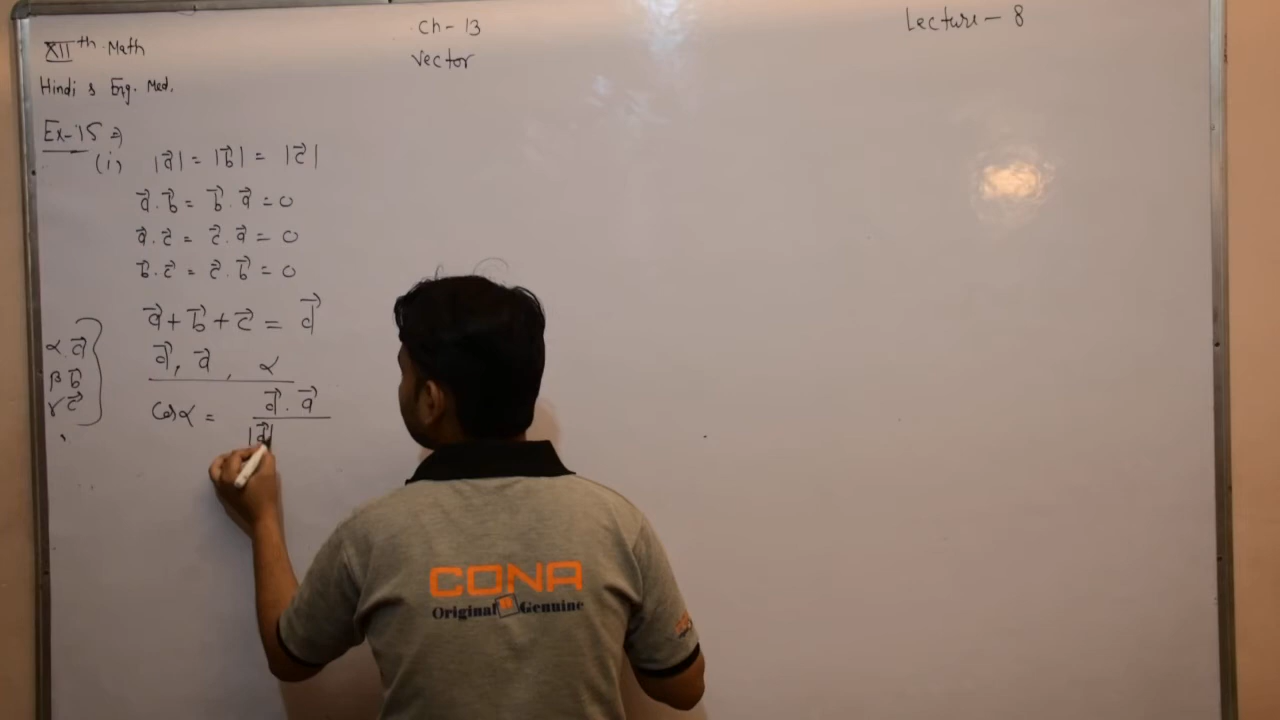 XIIth Math
Ch-13
Vector
Lecture-8
Hindi & Eng. Med.
Ex-15 ⇒
(i) |a⃗| = |b⃗| = |c⃗|
a⃗.b⃗ = b⃗.a⃗ = 0
a⃗.c⃗ = c⃗.a⃗ = 0
b⃗.c⃗ = c⃗.b⃗ = 0
a⃗ + b⃗ + c⃗ = d⃗
d⃗, a⃗, α
α a⃗
β b⃗
γ c⃗
cos α = d⃗.a⃗
|d⃗|
CONA
Original Genuine